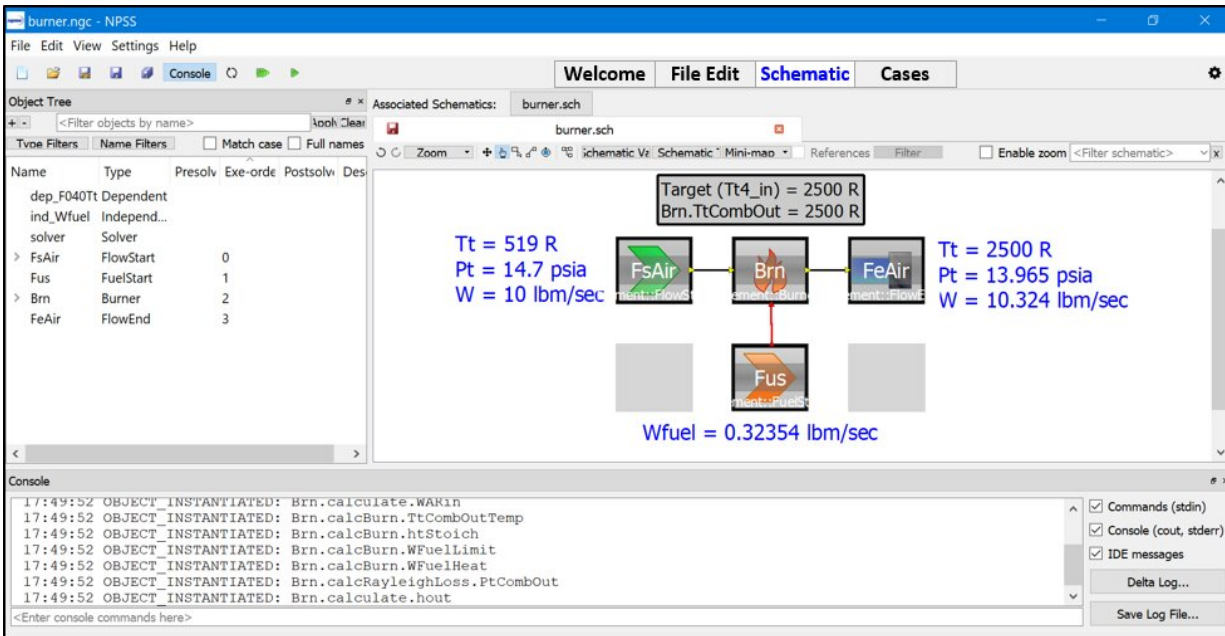 burner.ngc - NPSS
File Edit View Settings Help
Console
Welcome File Edit Schematic Cases
Object Tree
Associated Schematics: burner.sch
<Filter objects by name>
Clear
burner.sch
Type Filters Name Filters Match case Full names
Zoom Schematic Mini-map References Filter Enable zoom <Filter schematic> x
Name Type Presolv Exe-orde Postsolv Des
dep_F040Tt Dependent
ind_Wfuel Independ...
solver Solver
FsAir FlowStart 0
Fus FuelStart 1
Brn Burner 2
FeAir FlowEnd 3
Target (Tt4_in) = 2500 R
Brn.TtCombOut = 2500 R
Tt = 519 R
Pt = 14.7 psia
W = 10 lbm/sec
FsAir
Brn
FeAir
Tt = 2500 R
Pt = 13.965 psia
W = 10.324 lbm/sec
Fus
Wfuel = 0.32354 lbm/sec
Console
17:49:52 OBJECT_INSTANTIATED: Brn.calculate.WARin
17:49:52 OBJECT_INSTANTIATED: Brn.calcBurn.TtCombOutTemp
17:49:52 OBJECT_INSTANTIATED: Brn.calcBurn.htStoich
17:49:52 OBJECT_INSTANTIATED: Brn.calcBurn.WFuelLimit
17:49:52 OBJECT_INSTANTIATED: Brn.calcBurn.WFuelHeat
17:49:52 OBJECT_INSTANTIATED: Brn.calcRayleighLoss.PtCombOut
17:49:52 OBJECT_INSTANTIATED: Brn.calculate.hout
<Enter console commands here>
Commands (stdin)
Console (cout, stderr)
IDE messages
Delta Log...
Save Log File...